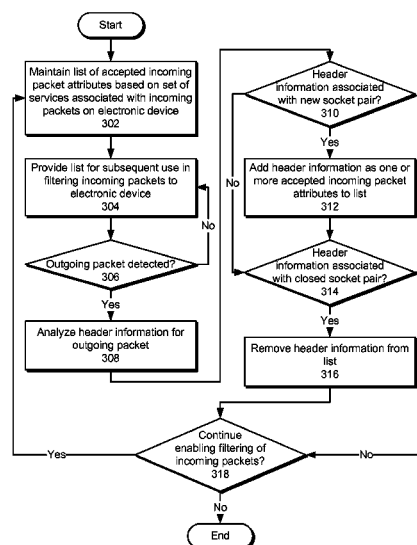 Start
Maintain list of accepted incoming
packet attributes based on set of
services associated with incoming
packets on electronic device
302
Provide list for subsequent use in
filtering incoming packets to
electronic device
304
No
Outgoing packet detected?
306
Yes
Analyze header information for
outgoing packet
308
Header
information associated
with new socket pair?
310
Yes
No
Add header information as one or
more accepted incoming packet
attributes to list
312
Header
information associated
with closed socket pair?
314
Yes
Remove header information from
list
316
Continue
enabling filtering of
incoming packets?
318
Yes
No
No
End